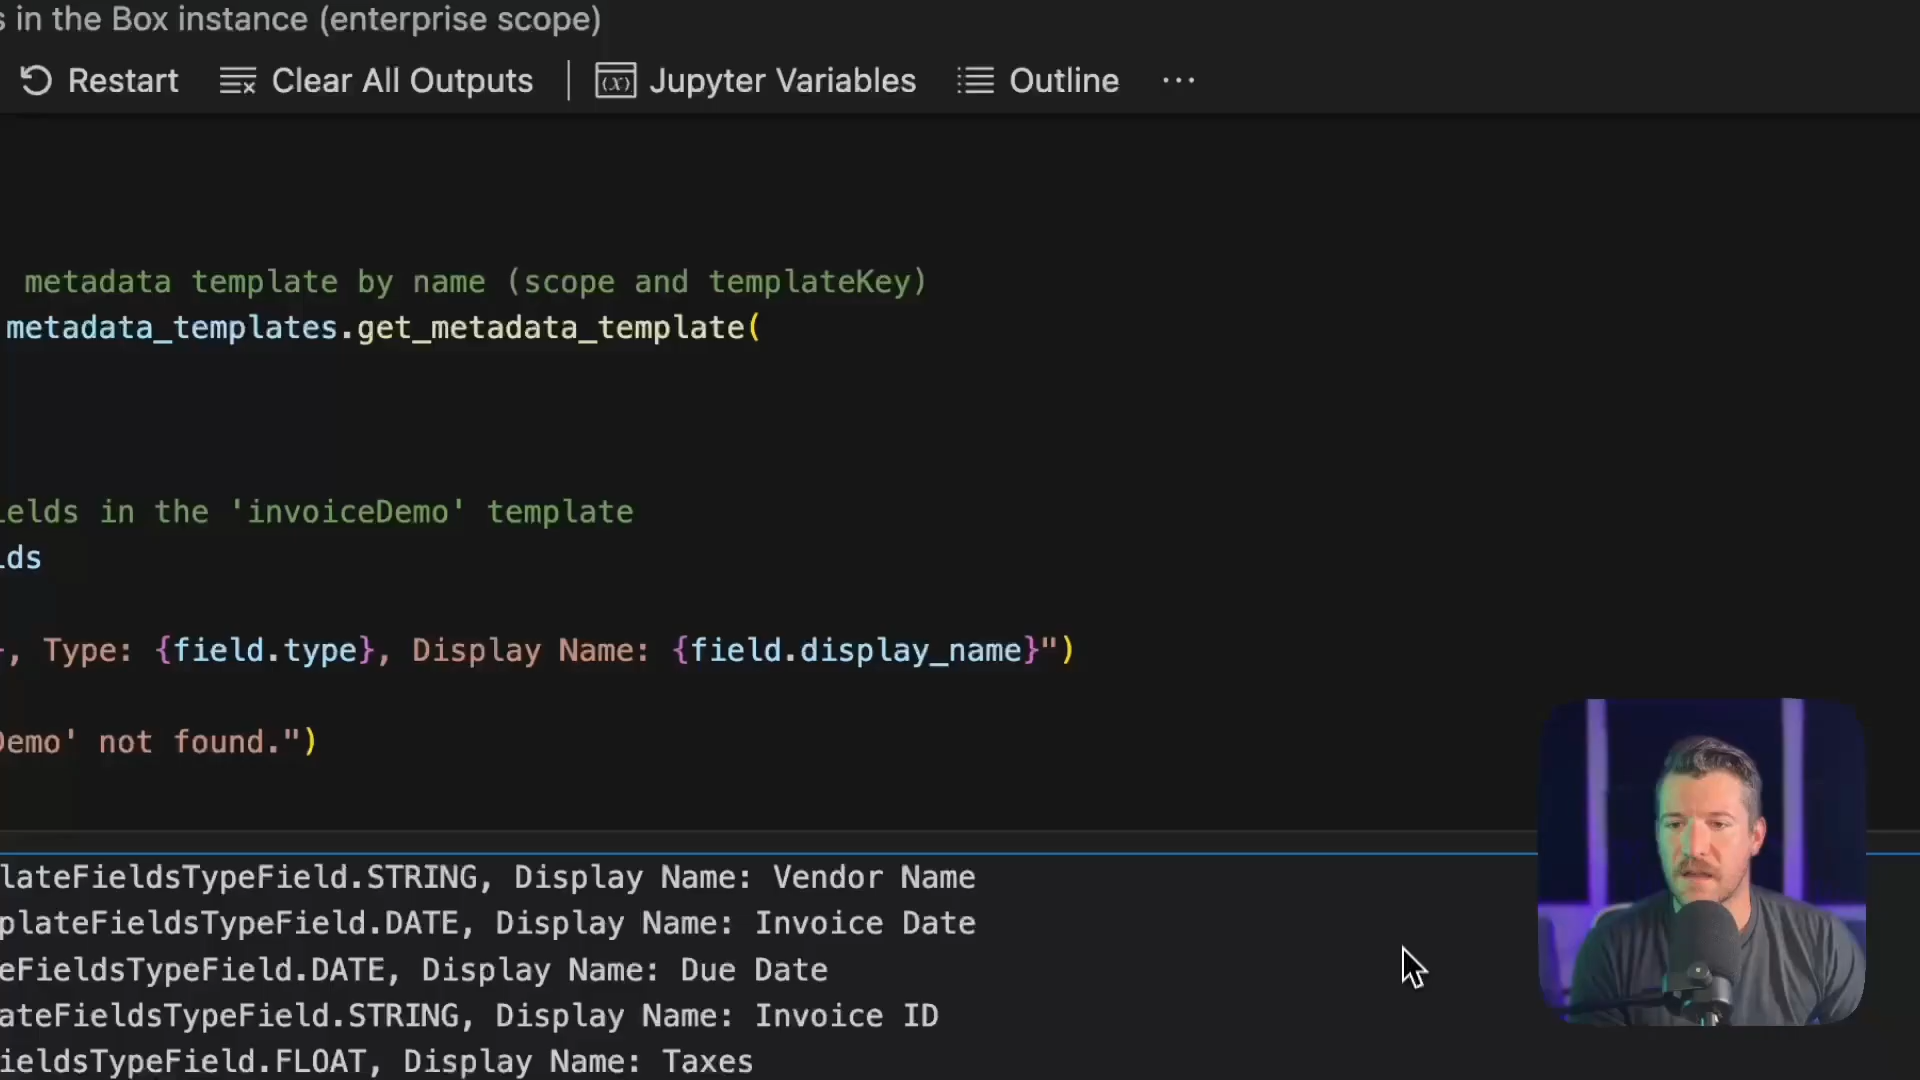 s in the Box instance (enterprise scope)
Restart Clear All Outputs (x) Jupyter Variables Outline ...
metadata template by name (scope and templateKey)
metadata_templates.get_metadata_template(
ields in the 'invoiceDemo' template
lds
}, Type: {field.type}, Display Name: {field.display_name}")
Demo' not found.")
lateFieldsTypeField.STRING, Display Name: Vendor Name
plateFieldsTypeField.DATE, Display Name: Invoice Date
eFieldsTypeField.DATE, Display Name: Due Date
ateFieldsTypeField.STRING, Display Name: Invoice ID
ieldsTypeField.FLOAT, Display Name: Taxes